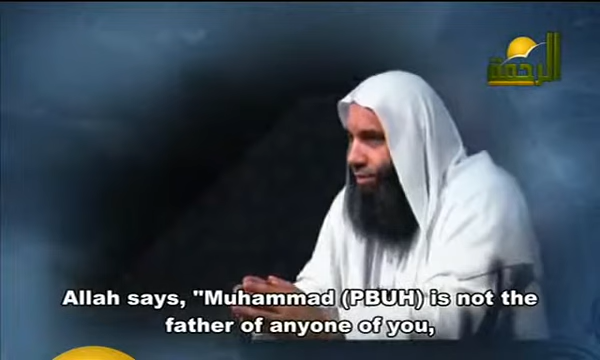 الرحمة
Allah says, "Muhammad (PBUH) is not the
father of anyone of you,